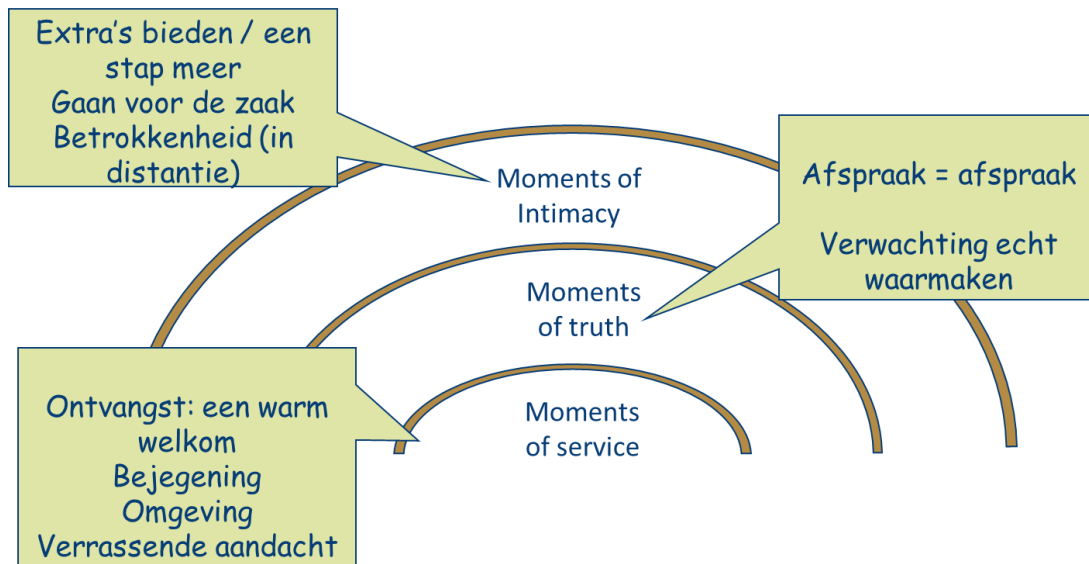 Extra's bieden / een
stap meer
Gaan voor de zaak
Betrokkenheid (in
distantie)
Moments of
Intimacy
Afspraak = afspraak
Verwachting echt
waarmaken
Moments
of truth
Ontvangst: een warm
welkom
Bejegening
Omgeving
Verrassende aandacht
Moments
of service